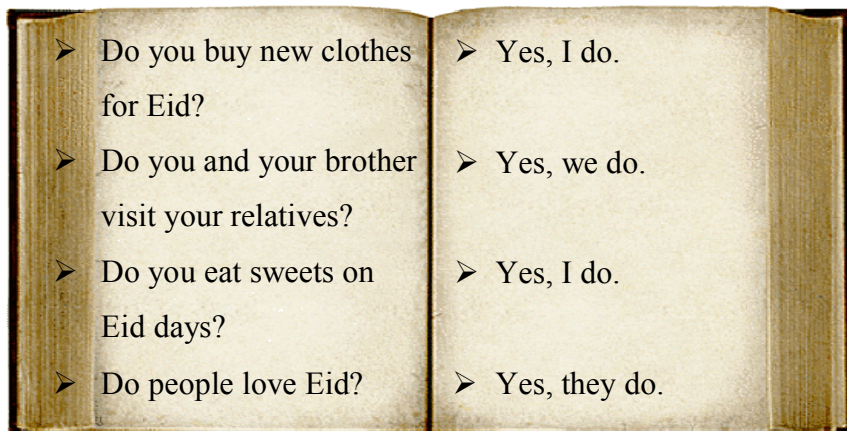 ➢ Do you buy new clothes
for Eid?
➢ Do you and your brother
visit your relatives?
➢ Do you eat sweets on
Eid days?
➢ Do people love Eid?
➢ Yes, I do.
➢ Yes, we do.
➢ Yes, I do.
➢ Yes, they do.